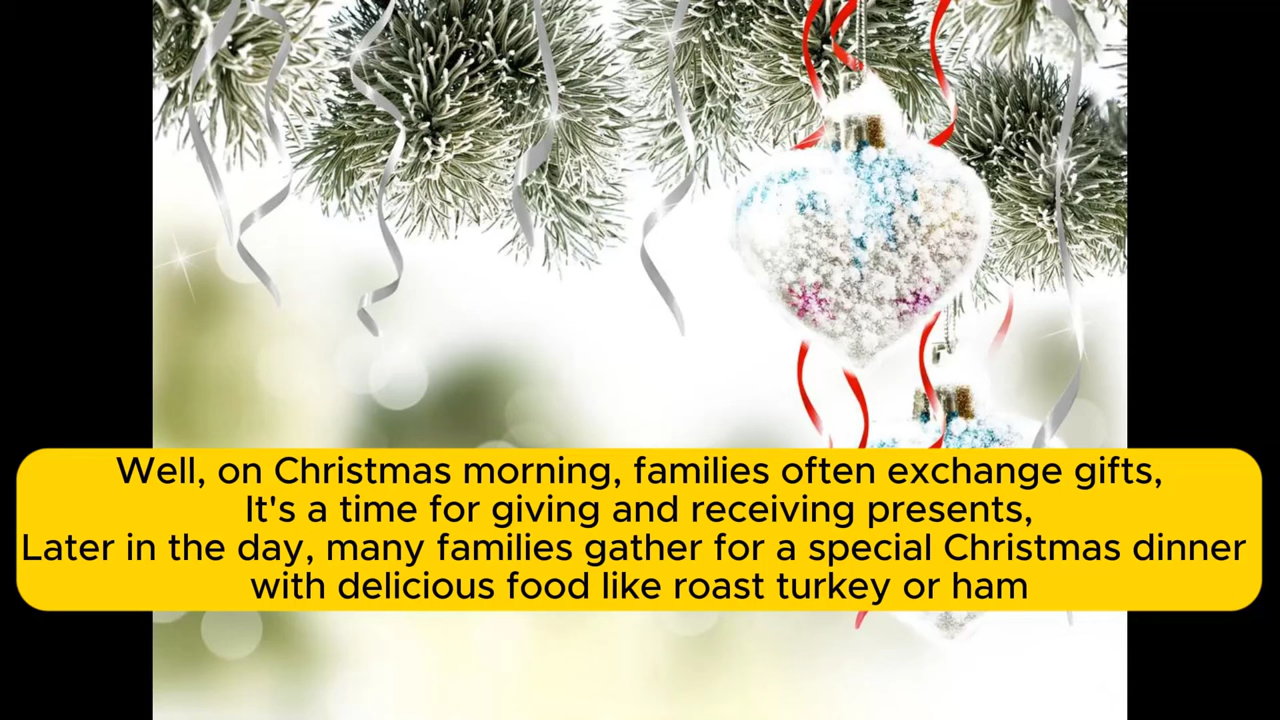 Well, on Christmas morning, families often exchange gifts,
It's a time for giving and receiving presents,
Later in the day, many families gather for a special Christmas dinner
with delicious food like roast turkey or ham